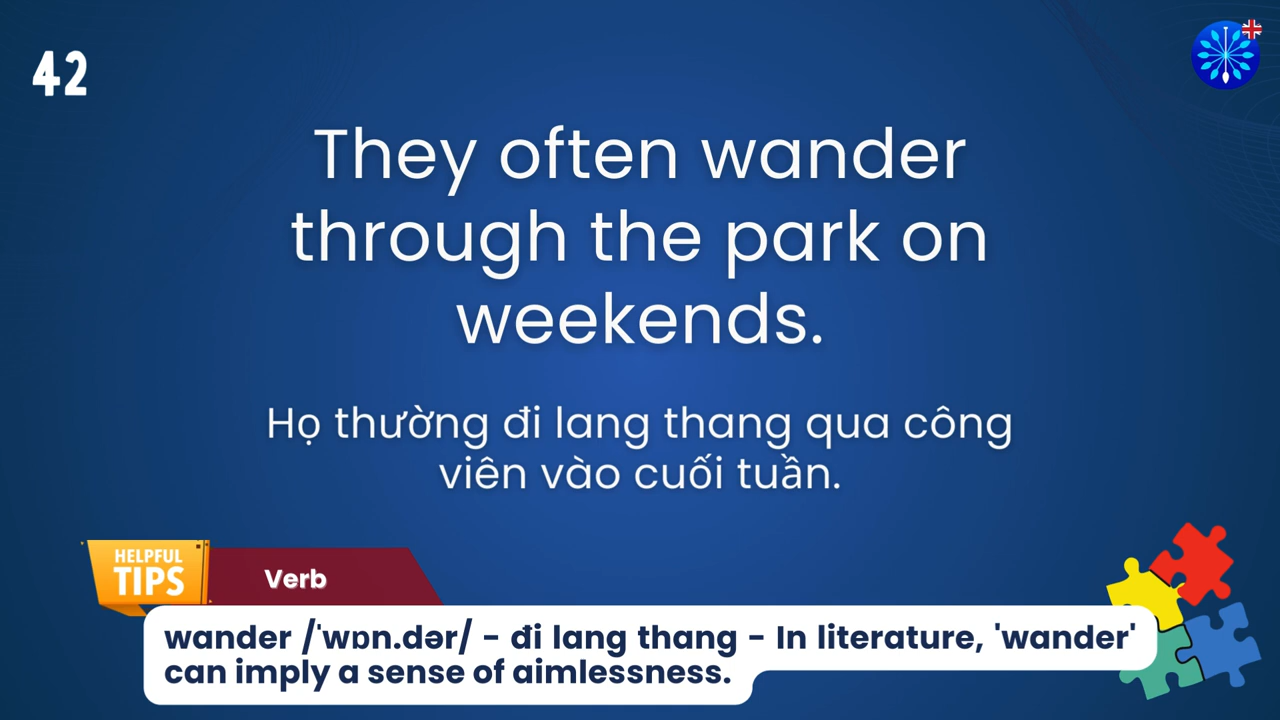 42
They often wander
through the park on
weekends.
Họ thường đi lang thang qua công
viên vào cuối tuần.
HELPFUL
TIPS
Verb
wander /ˈwɒn.dər/ - đi lang thang - In literature, 'wander'
can imply a sense of aimlessness.